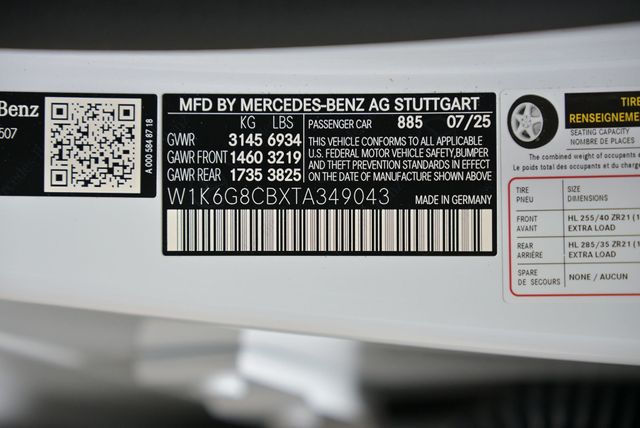 -Benz
507
A 000 584 87 18
MFD BY MERCEDES-BENZ AG STUTTGART
KG LBS
PASSENGER CAR 885 07/25
GVWR 3145 6934
GAWR FRONT 1460 3219
GAWR REAR 1735 3825
THIS VEHICLE CONFORMS TO ALL APPLICABLE
U.S. FEDERAL MOTOR VEHICLE SAFETY,BUMPER
AND THEFT PREVENTION STANDARDS IN EFFECT
ON THE DATE OF MANUFACTURE SHOWN ABOVE.
W1K6G8CBXTA349043
MADE IN GERMANY
TIRE
RENSEIGNEME
SEATING CAPACITY
NOMBRE DE PLACES
The combined weight of occupants
Le poids total des occupants et du charge
TIRE
PNEU
SIZE
DIMENSIONS
FRONT
AVANT
HL 255/40 ZR21 (1
EXTRA LOAD
REAR
ARRIÈRE
HL 285/35 ZR21 (1
EXTRA LOAD
SPARE
DE SECOURS
NONE / AUCUN